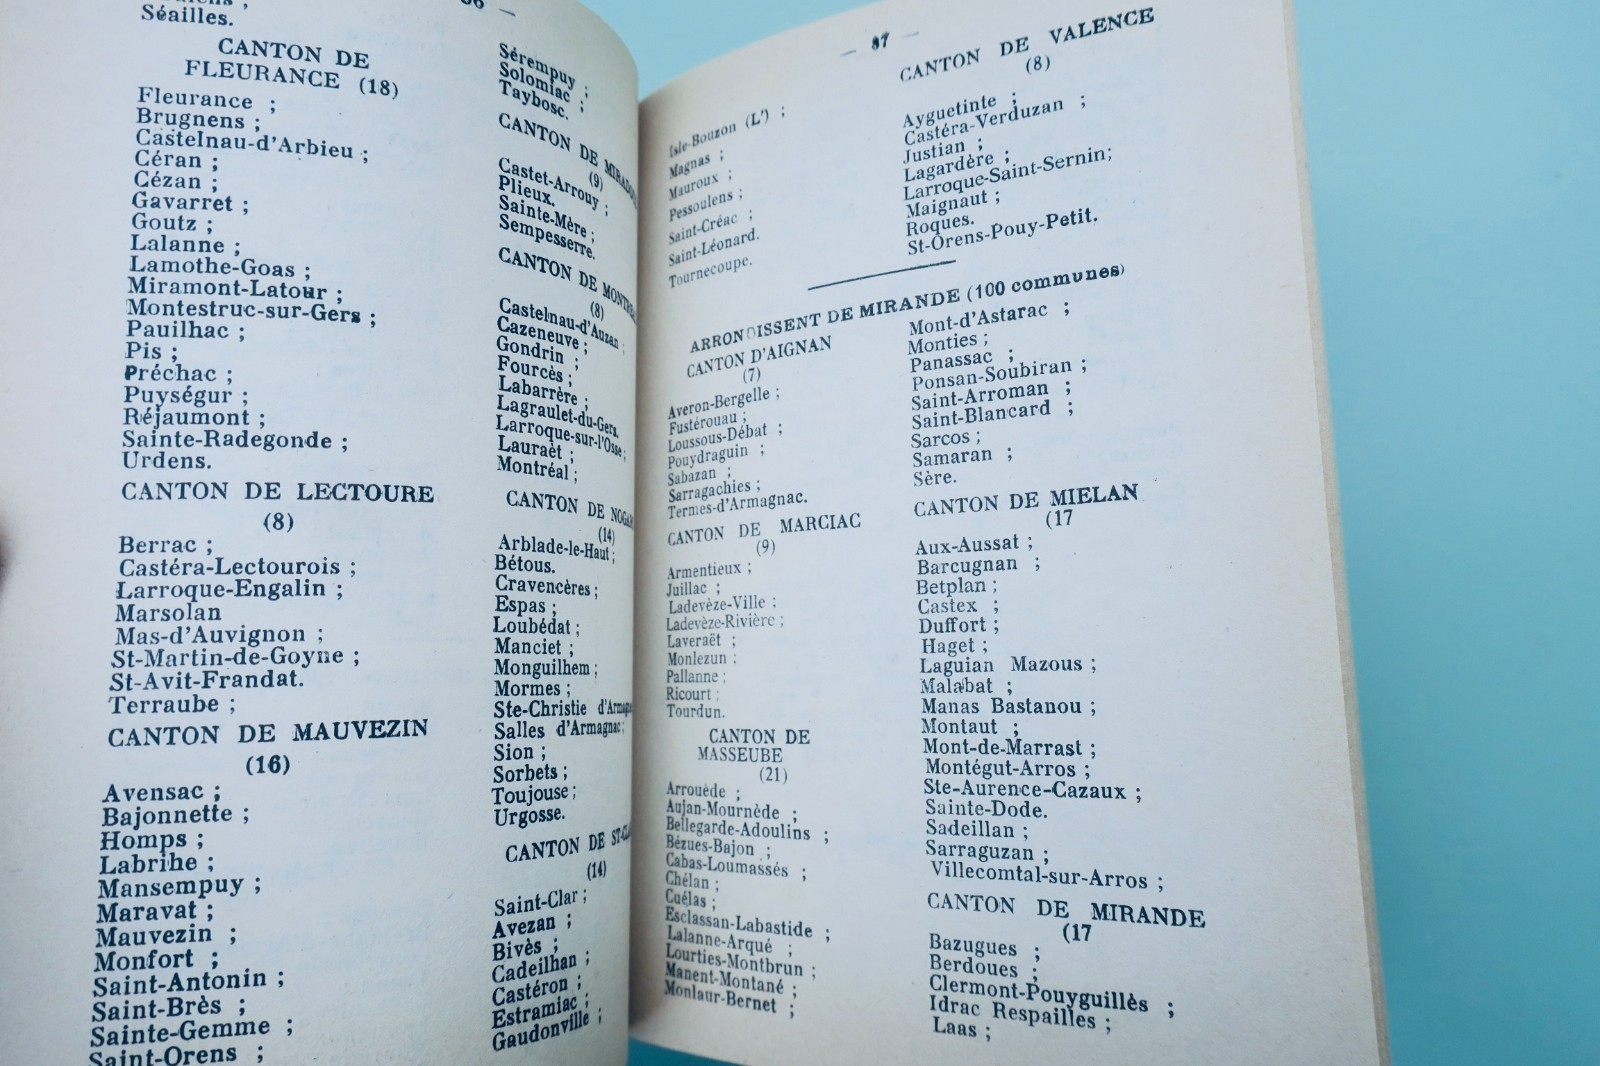 Séailles.
CANTON DE
FLEURANCE (18)
Fleurance ;
Brugnens ;
Castelnau-d'Arbieu ;
Céran ;
Cézan ;
Gavarret ;
Goutz ;
Lalanne ;
Lamothe-Goas ;
Miramont-Latour ;
Montestruc-sur-Gers ;
Pauilhac ;
Pis ;
Préchac ;
Puységur ;
Réjaumont ;
Sainte-Radegonde ;
Urdens.
CANTON DE LECTOURE
(8)
Berrac ;
Castéra-Lectourois ;
Larroque-Engalin ;
Marsolan
Mas-d'Auvignon ;
St-Martin-de-Goyne ;
St-Avit-Frandat.
Terraube ;
CANTON DE MAUVEZIN
(16)
Avensac ;
Bajonnette ;
Homps ;
Labrihe ;
Mansempuy ;
Maravat ;
Mauvezin ;
Monfort ;
Saint-Antonin ;
Saint-Brès ;
Sainte-Gemme ;
Saint-Orens ;
Sérempuy ;
Solomiac ;
Taybosc.
CANTON DE
(9)
Castet-Arrouy ;
Plieux.
Sainte-Mère ;
Sempesserre.
CANTON DE
(8)
Castelnau-d'Auzan ;
Cazeneuve ;
Gondrin ;
Fourcès ;
Labarrère ;
Lagraulet-du-Gers.
Larroque-sur-l'Osse ;
Lauraët ;
Montréal ;
CANTON DE
(14)
Arblade-le-Haut ;
Bétous.
Cravencères ;
Espas ;
Loubédat ;
Manciet ;
Monguilhem ;
Mormes ;
Ste-Christie
Salles d'Armagnac ;
Sion ;
Sorbets ;
Toujouse ;
Urgosse.
CANTON DE
(14)
Saint-Clar ;
Avezan ;
Bivès ;
Cadeilhan ;
Castéron ;
Estramiac ;
Gaudonville ;
— 87 —
Isle-Bouzon (L') ;
Magnas ;
Mauroux ;
Pessoulens ;
Saint-Créac ;
Saint-Léonard.
Tournecoupe.
CANTON DE VALENCE
(8)
Ayguetinte ;
Castéra-Verduzan ;
Justian ;
Lagardère ;
Larroque-Saint-Sernin;
Maignaut ;
Roques.
St-Orens-Pouy-Petit.
ARRONDISSENT DE MIRANDE (100 communes)
CANTON D'AIGNAN
(7)
Averon-Bergelle ;
Fustérouau ;
Loussous-Débat ;
Pouydraguin ;
Sabazan ;
Sarragachies ;
Termes-d'Armagnac.
CANTON DE MARCIAC
(9)
Armentieux ;
Juillac ;
Ladevèze-Ville ;
Ladevèze-Rivière ;
Laveraët ;
Monlezun ;
Pallanne ;
Ricourt ;
Tourdun.
CANTON DE
MASSEUBE
(21)
Arrouède ;
Aujan-Mournède ;
Bellegarde-Adoulins ;
Bézues-Bajon ;
Cabas-Loumassés ;
Chélan ;
Cuélas ;
Esclassan-Labastide ;
Lalanne-Arqué ;
Lourties-Montbrun ;
Manent-Montané ;
Monlaur-Bernet ;
Mont-d'Astarac ;
Monties ;
Panassac ;
Ponsan-Soubiran ;
Saint-Arroman ;
Saint-Blancard ;
Sarcos ;
Samaran ;
Sère.
CANTON DE MIELAN
(17
Aux-Aussat ;
Barcugnan ;
Betplan ;
Castex ;
Duffort ;
Haget ;
Laguian Mazous ;
Malabat ;
Manas Bastanou ;
Montaut ;
Mont-de-Marrast ;
Montégut-Arros ;
Ste-Aurence-Cazaux ;
Sainte-Dode.
Sadeillan ;
Sarraguzan ;
Villecomtal-sur-Arros ;
CANTON DE MIRANDE
(17
Bazugues ;
Berdoues ;
Clermont-Pouyguillès ;
Idrac Respailles ;
Laas ;